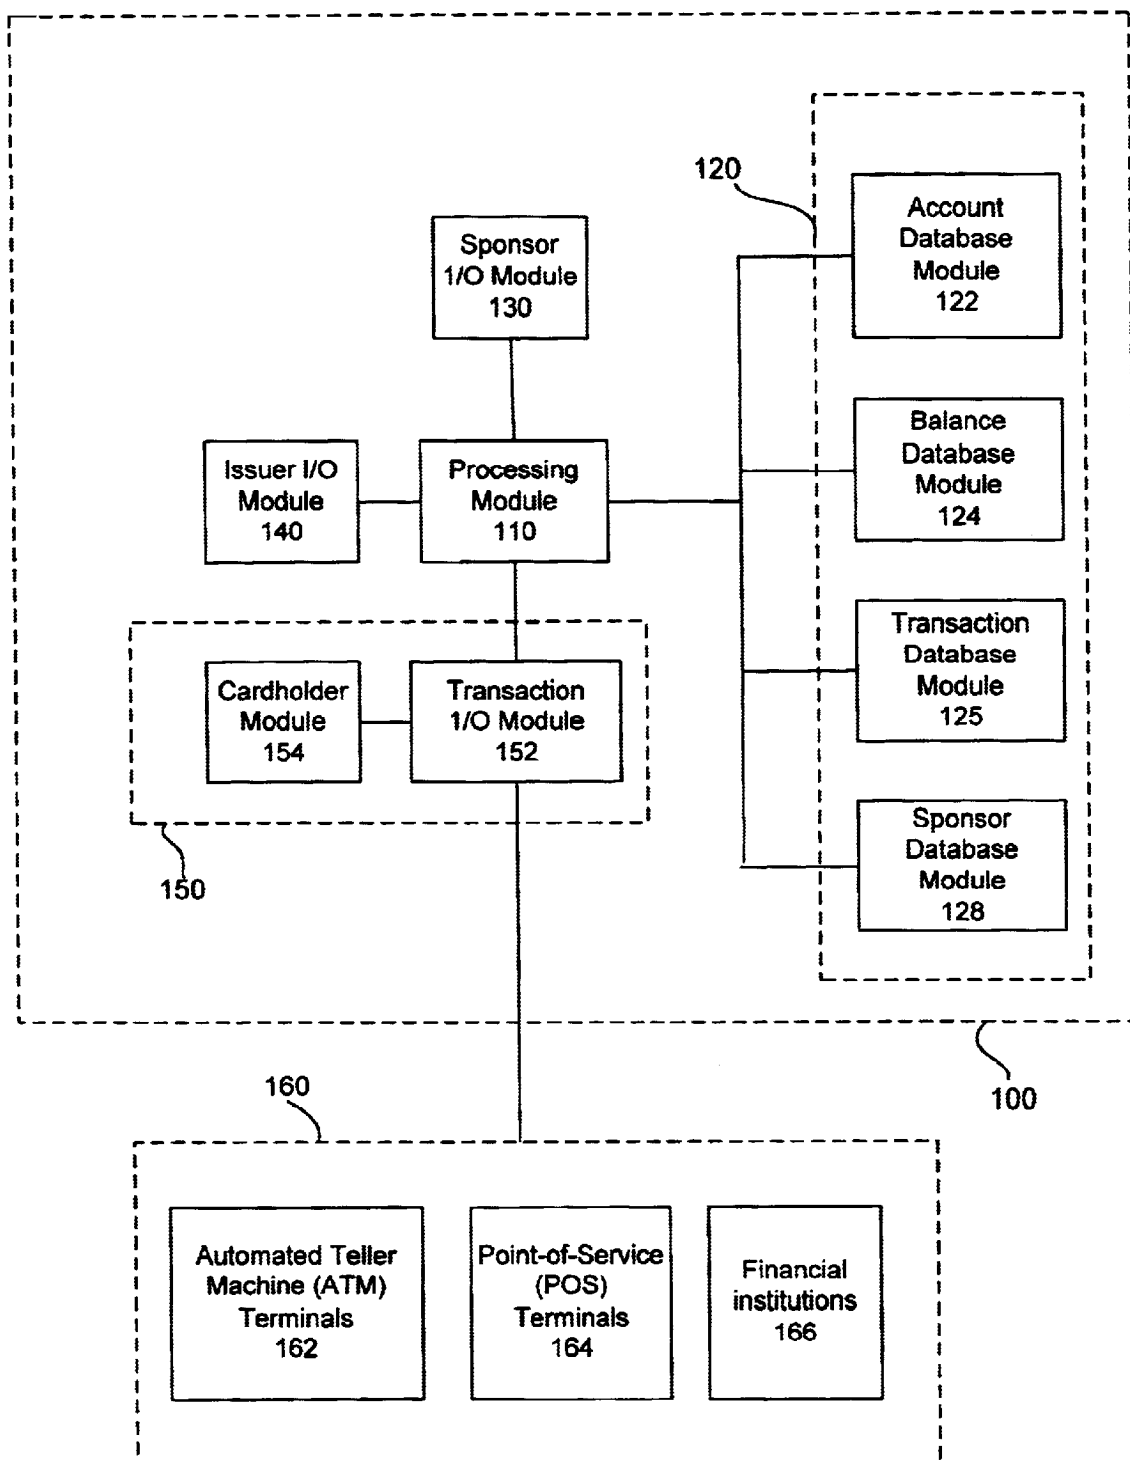 120
Account
Database
Module
122
Sponsor
1/O Module
130
Balance
Database
Module
124
Issuer I/O
Module
140
Processing
Module
110
Transaction
Database
Module
125
Cardholder
Module
154
Transaction
1/O Module
152
Sponsor
Database
Module
128
150
100
160
Automated Teller
Machine (ATM)
Terminals
162
Point-of-Service
(POS)
Terminals
164
Financial
institutions
166